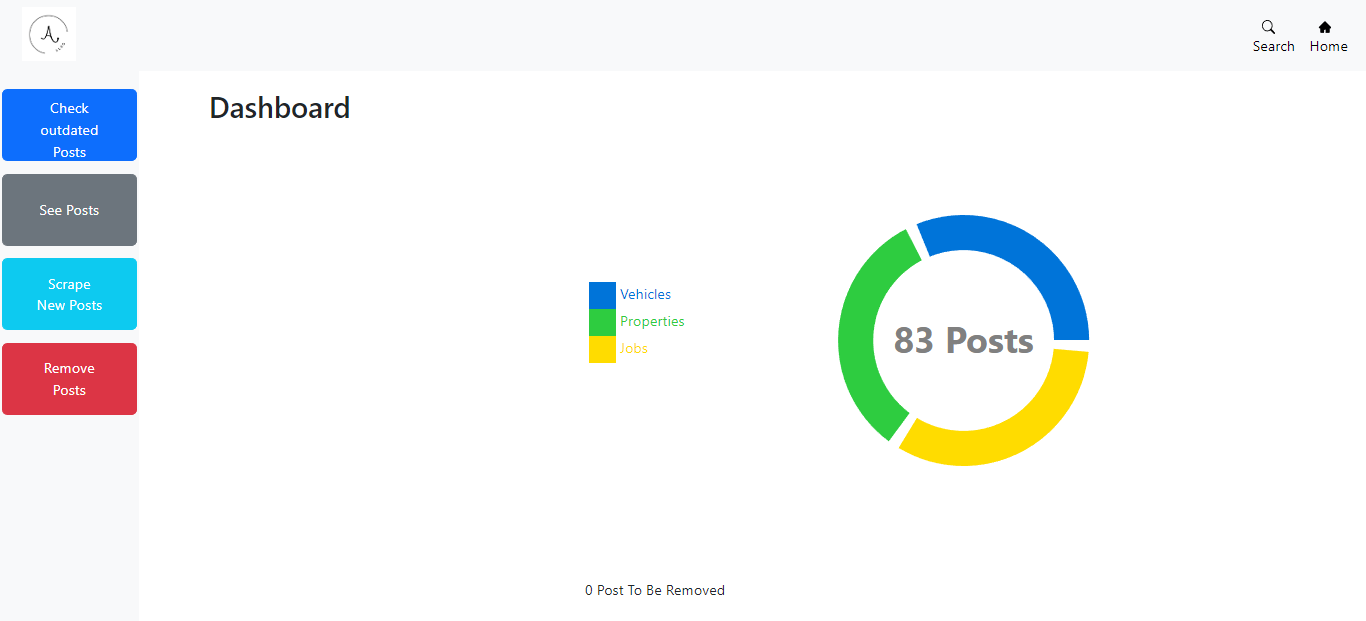 A
Search
Home
Check
outdated
Posts
See Posts
Scrape
New Posts
Remove
Posts
Dashboard
Vehicles
Properties
Jobs
83 Posts
0 Post To Be Removed